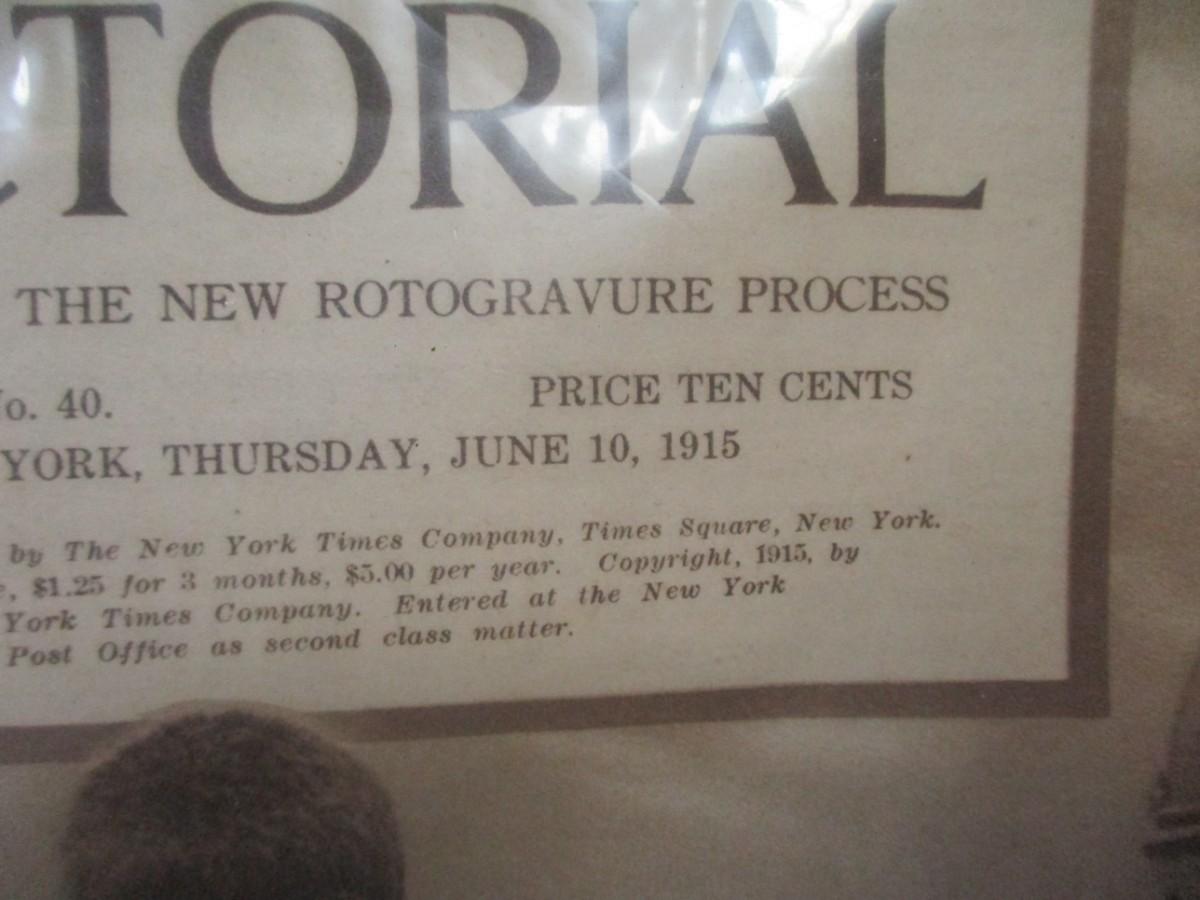 TORIAL
THE NEW ROTOGRAVURE PROCESS
No. 40. PRICE TEN CENTS
YORK, THURSDAY, JUNE 10, 1915
by The New York Times Company, Times Square, New York.
$1.25 for 3 months, $5.00 per year. Copyright, 1915, by
York Times Company. Entered at the New York
Post Office as second class matter.